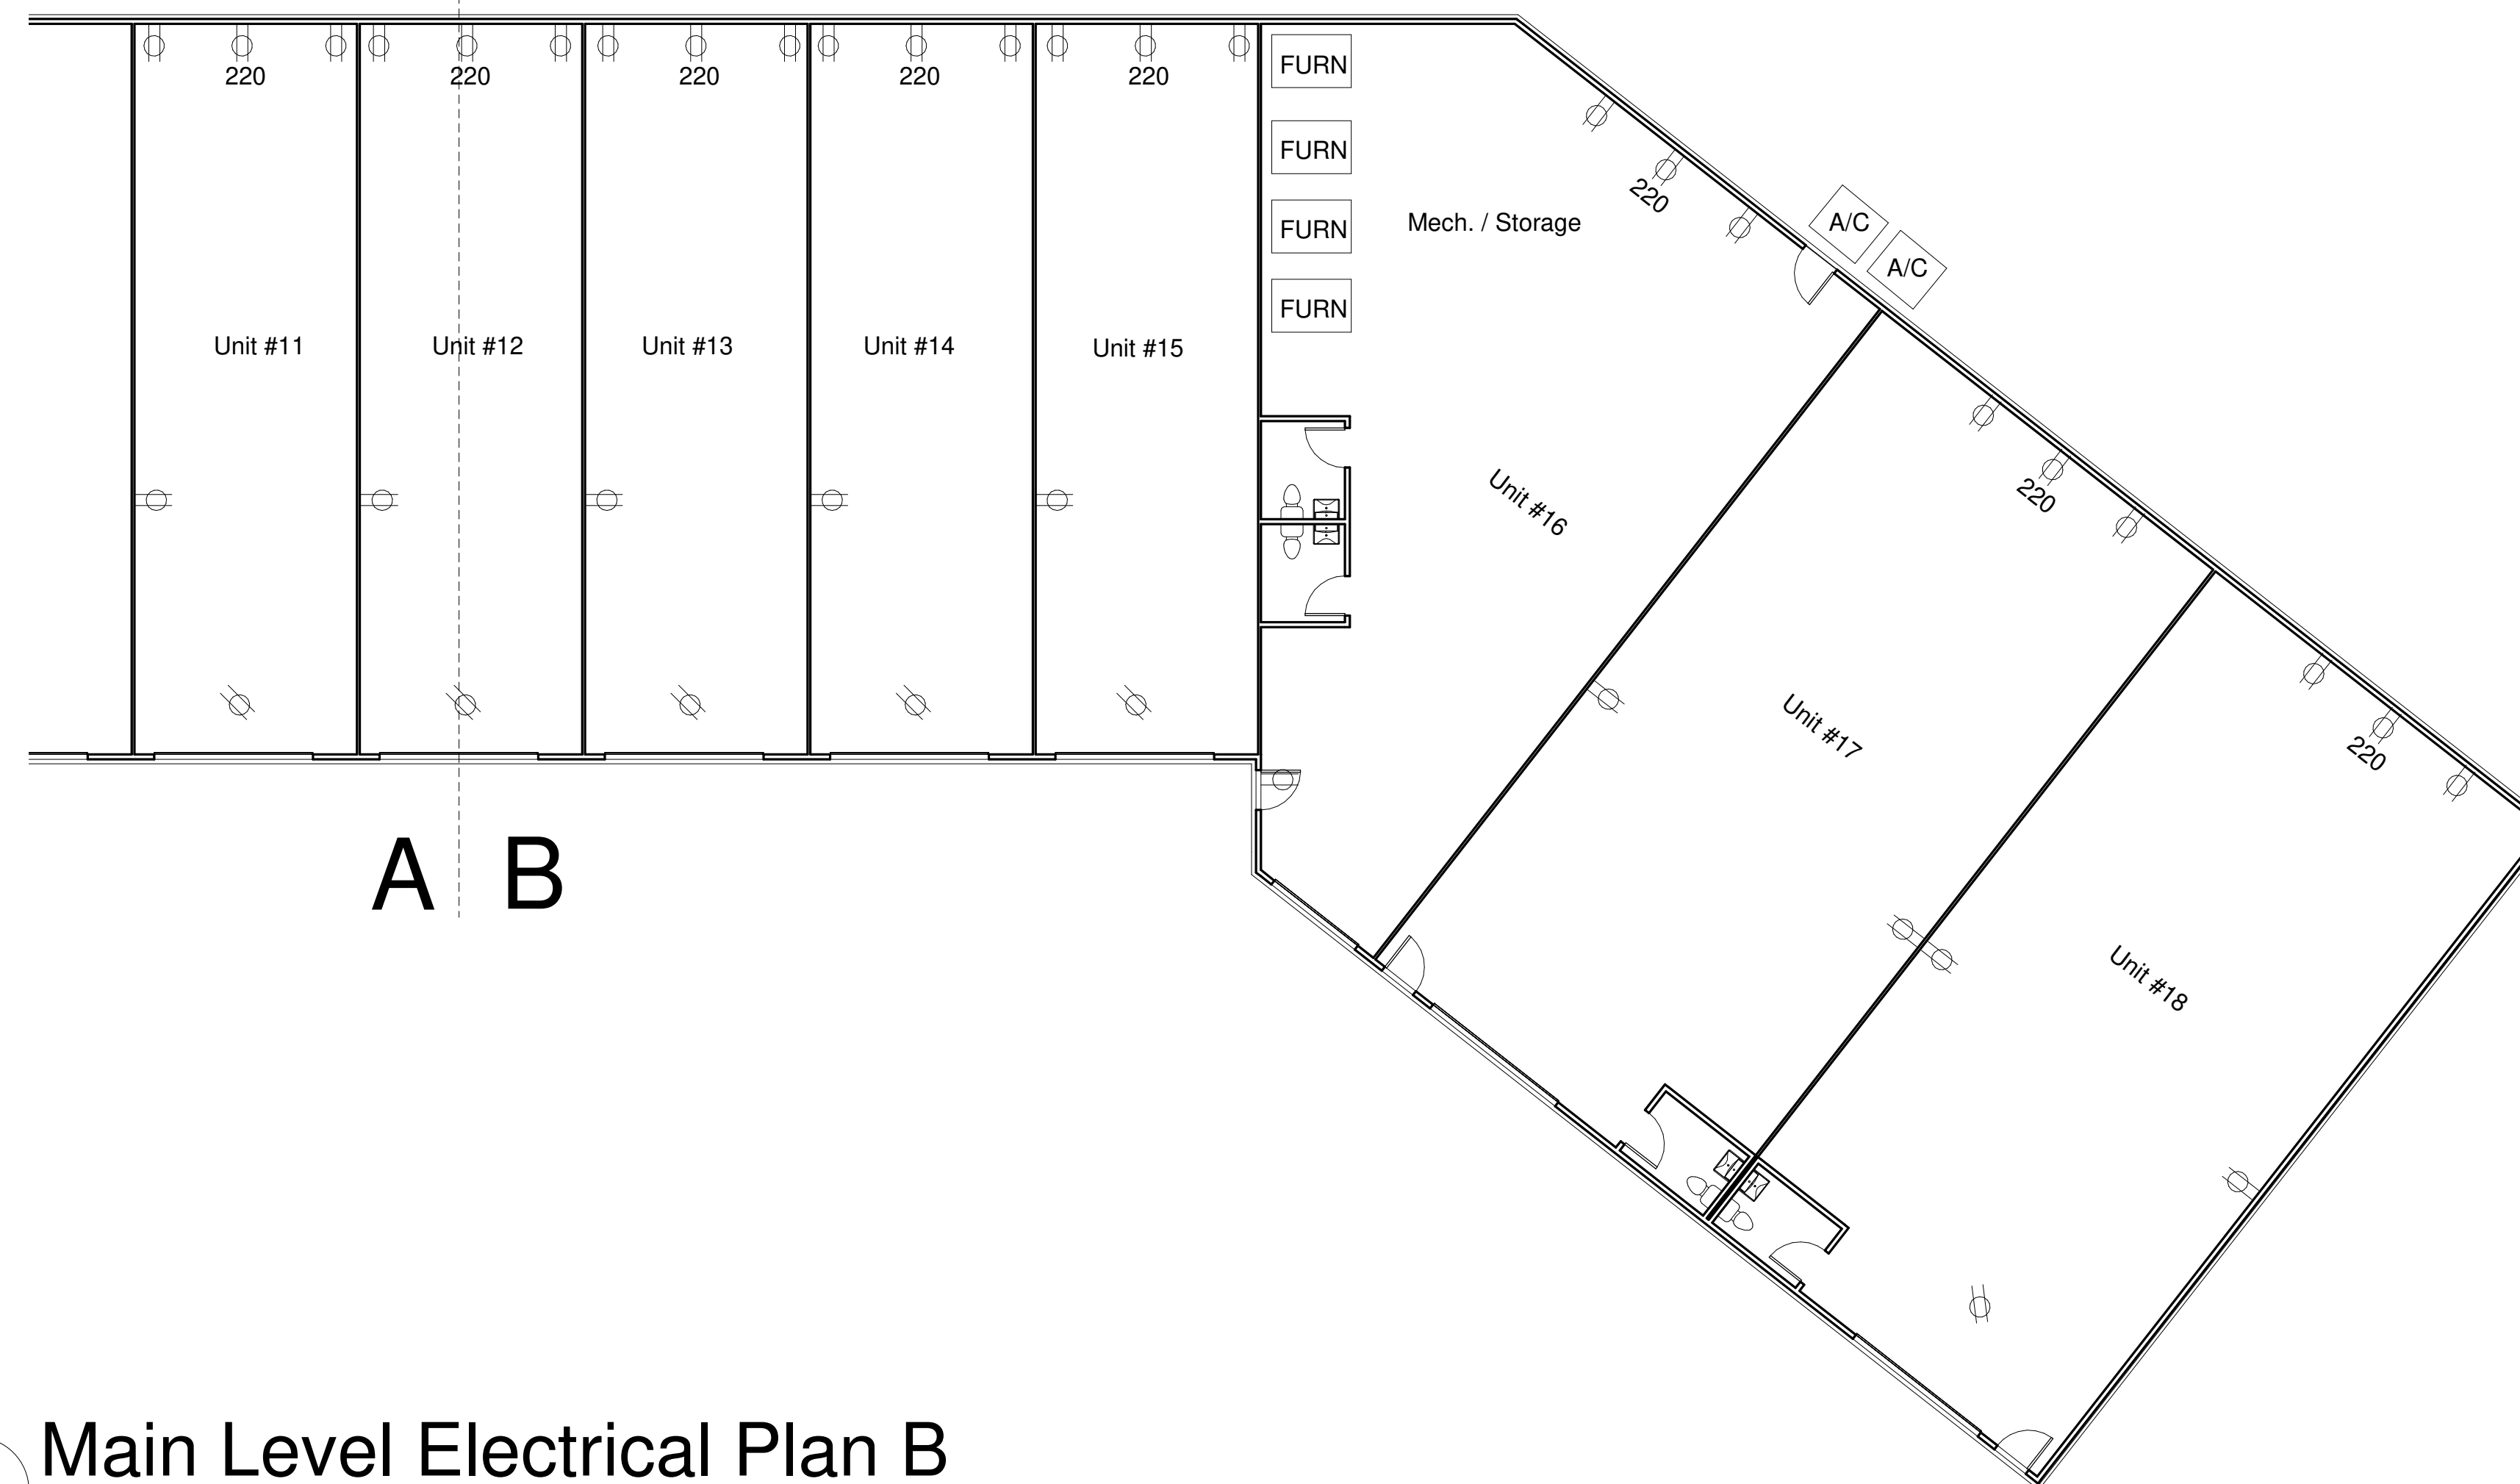 220 220 220 220 220
FURN
FURN
FURN
FURN
Mech. / Storage
220
A/C
A/C
Unit #11 Unit #12 Unit #13 Unit #14 Unit #15
Unit #16
220
Unit #17
220
Unit #18
A B
Main Level Electrical Plan B